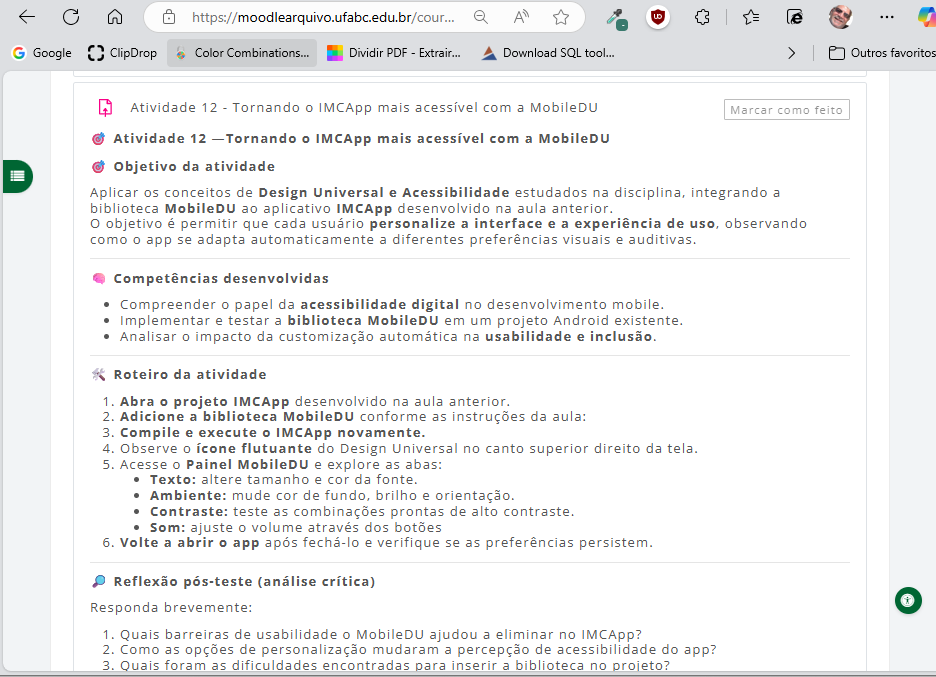 https://moodlearquivo.ufabc.edu.br/cour...
Google ClipDrop Color Combinations... Dividir PDF - Extrair... Download SQL tool... Outros favoritos
Atividade 12 - Tornando o IMCApp mais acessível com a MobileDU
Marcar como feito
🎯 Atividade 12 —Tornando o IMCApp mais acessível com a MobileDU
🎯 Objetivo da atividade
Aplicar os conceitos de Design Universal e Acessibilidade estudados na disciplina, integrando a
biblioteca MobileDU ao aplicativo IMCApp desenvolvido na aula anterior.
O objetivo é permitir que cada usuário personalize a interface e a experiência de uso, observando
como o app se adapta automaticamente a diferentes preferências visuais e auditivas.
🧠 Competências desenvolvidas
• Compreender o papel da acessibilidade digital no desenvolvimento mobile.
• Implementar e testar a biblioteca MobileDU em um projeto Android existente.
• Analisar o impacto da customização automática na usabilidade e inclusão.
🛠 Roteiro da atividade
1. Abra o projeto IMCApp desenvolvido na aula anterior.
2. Adicione a biblioteca MobileDU conforme as instruções da aula:
3. Compile e execute o IMCApp novamente.
4. Observe o ícone flutuante do Design Universal no canto superior direito da tela.
5. Acesse o Painel MobileDU e explore as abas:
• Texto: altere tamanho e cor da fonte.
• Ambiente: mude cor de fundo, brilho e orientação.
• Contraste: teste as combinações prontas de alto contraste.
• Som: ajuste o volume através dos botões
6. Volte a abrir o app após fechá-lo e verifique se as preferências persistem.
🔎 Reflexão pós-teste (análise crítica)
Responda brevemente:
1. Quais barreiras de usabilidade o MobileDU ajudou a eliminar no IMCApp?
2. Como as opções de personalização mudaram a percepção de acessibilidade do app?
3. Quais foram as dificuldades encontradas para inserir a biblioteca no projeto?